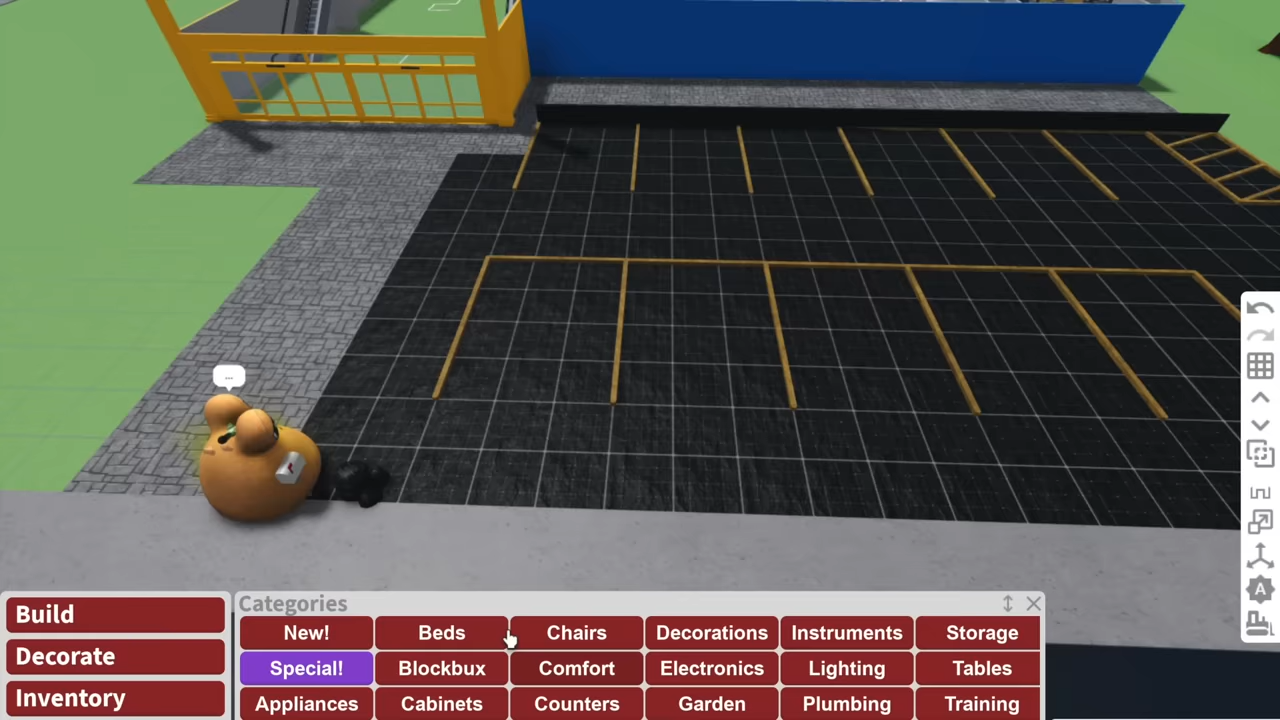 ...
Build
Decorate
Inventory
Categories
New! Beds Chairs Decorations Instruments Storage
Special! Blockbux Comfort Electronics Lighting Tables
Appliances Cabinets Counters Garden Plumbing Training
A